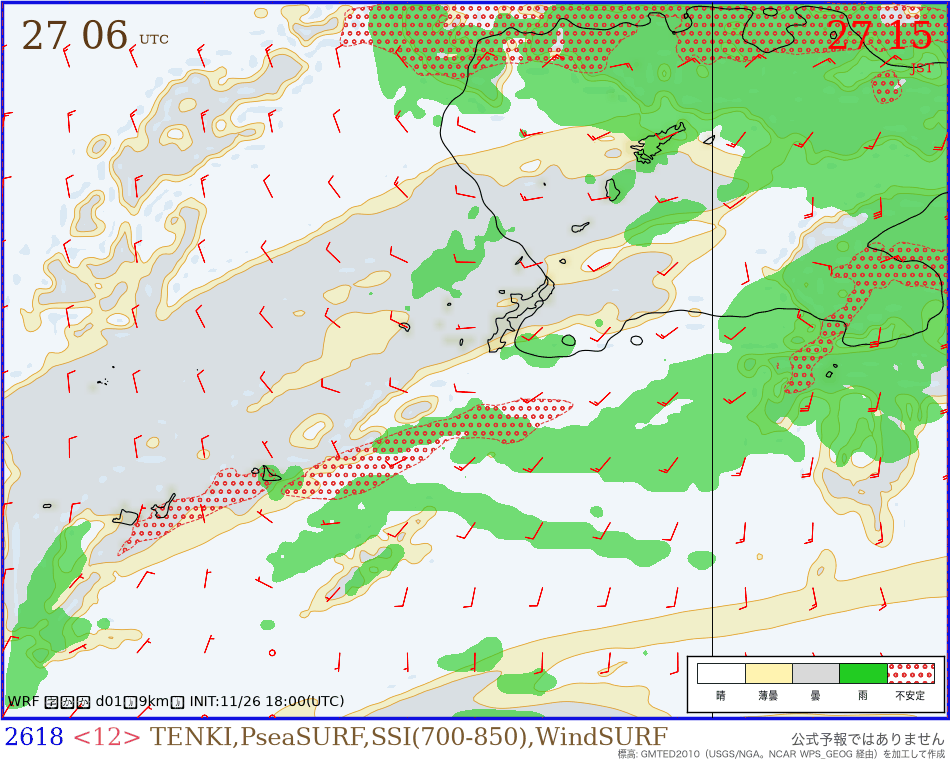 27 06 UTC
27 15
JST
晴 薄曇 曇 雨 不安定
WRF d01 9km INIT:11/26 18:00(UTC)
2618 <12> TENKI,PseaSURF,SSI(700-850),WindSURF
公式予報ではありません
標高: GMTED2010（USGS/NGA。NCAR WPS_GEOG 経由）を加工して作成